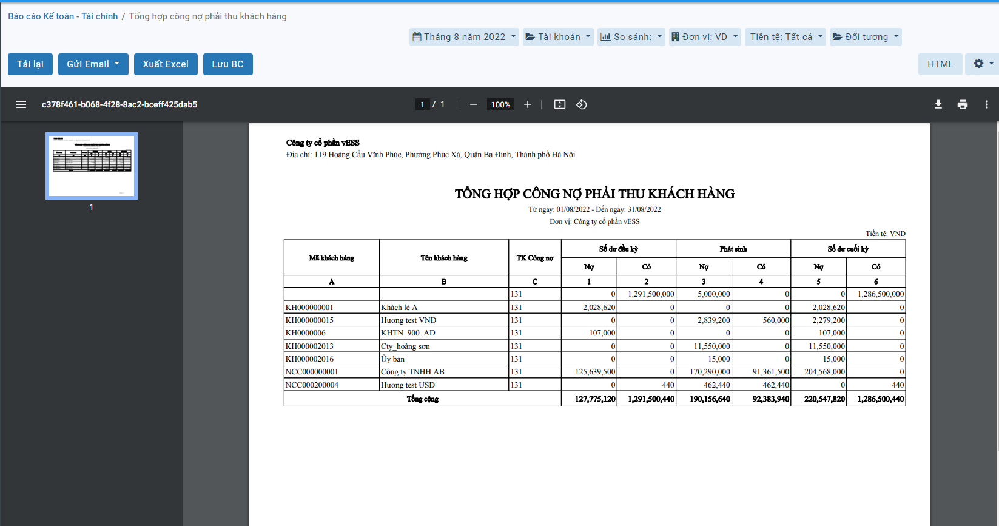 Báo cáo Kế toán - Tài chính / Tổng hợp công nợ phải thu khách hàng
Tháng 8 năm 2022 Tài khoản So sánh: Đơn vị: VD Tiền tệ: Tất cả Đối tượng
Tải lại Gửi Email Xuất Excel Lưu BC HTML
c378f461-b068-4f28-8ac2-bceff425dab5 1 / 1 100%
1
Công ty cổ phần vESS
Địa chỉ: 119 Hoàng Cầu Vĩnh Phúc, Phường Phúc Xá, Quận Ba Đình, Thành phố Hà Nội
TỔNG HỢP CÔNG NỢ PHẢI THU KHÁCH HÀNG
Từ ngày: 01/08/2022 - Đến ngày: 31/08/2022
Đơn vị: Công ty cổ phần vESS
Tiền tệ: VND
Mã khách hàng Tên khách hàng TK Công nợ Số dư đầu kỳ Phát sinh Số dư cuối kỳ
Nợ Có Nợ Có Nợ Có
A B C 1 2 3 4 5 6
131 0 1,291,500,000 5,000,000 0 0 1,286,500,000
KH000000001 Khách lẻ A 131 2,028,620 0 0 0 2,028,620 0
KH000000015 Hương test VND 131 0 0 2,839,200 560,000 2,279,200 0
KH0000006 KHTN_900_AD 131 107,000 0 0 0 107,000 0
KH000002013 Cty_hoàng sơn 131 0 0 11,550,000 0 11,550,000 0
KH000002016 Ủy ban 131 0 0 15,000 0 15,000 0
NCC000000001 Công ty TNHH AB 131 125,639,500 0 170,290,000 91,361,500 204,568,000 0
NCC000200004 Hương test USD 131 0 440 462,440 462,440 0 440
Tổng cộng 127,775,120 1,291,500,440 190,156,640 92,383,940 220,547,820 1,286,500,440